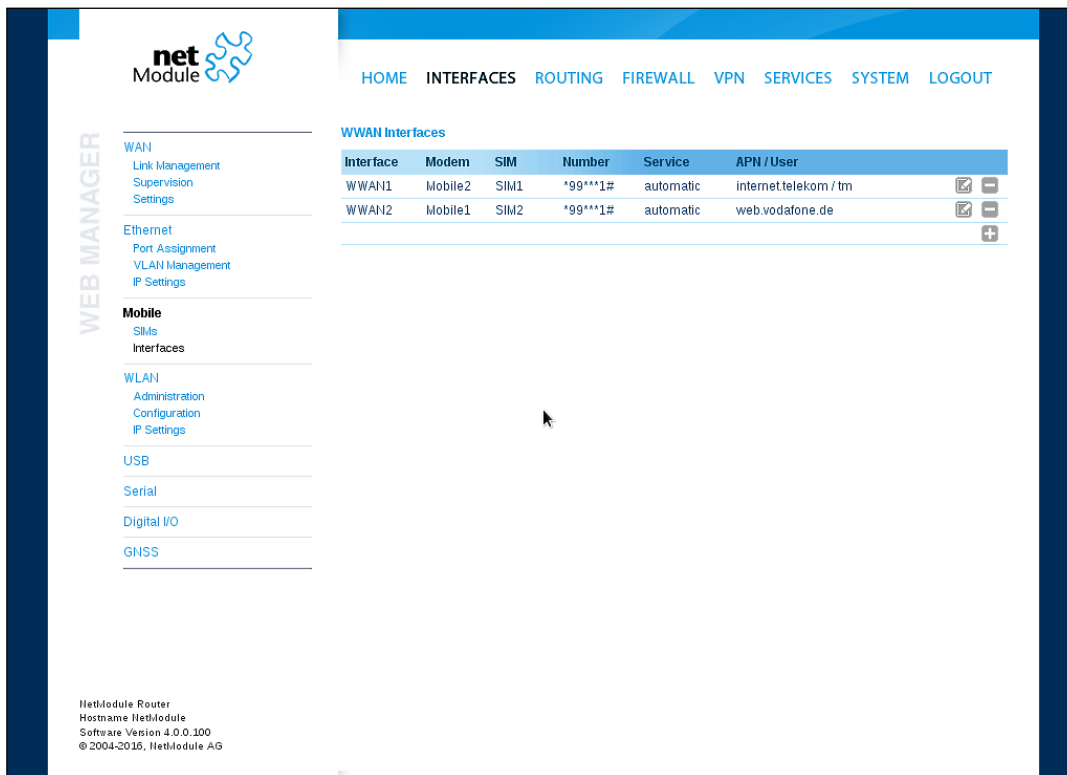 net
Module
HOME INTERFACES ROUTING FIREWALL VPN SERVICES SYSTEM LOGOUT
WEB MANAGER
WAN
Link Management
Supervision
Settings
Ethernet
Port Assignment
VLAN Management
IP Settings
Mobile
SIMs
Interfaces
WLAN
Administration
Configuration
IP Settings
USB
Serial
Digital I/O
GNSS
WWAN Interfaces
Interface Modem SIM Number Service APN / User
WWAN1 Mobile2 SIM1 *99***1# automatic internet.telekom / tm
WWAN2 Mobile1 SIM2 *99***1# automatic web.vodafone.de
NetModule Router
Hostname NetModule
Software Version 4.0.0.100
© 2004-2016, NetModule AG